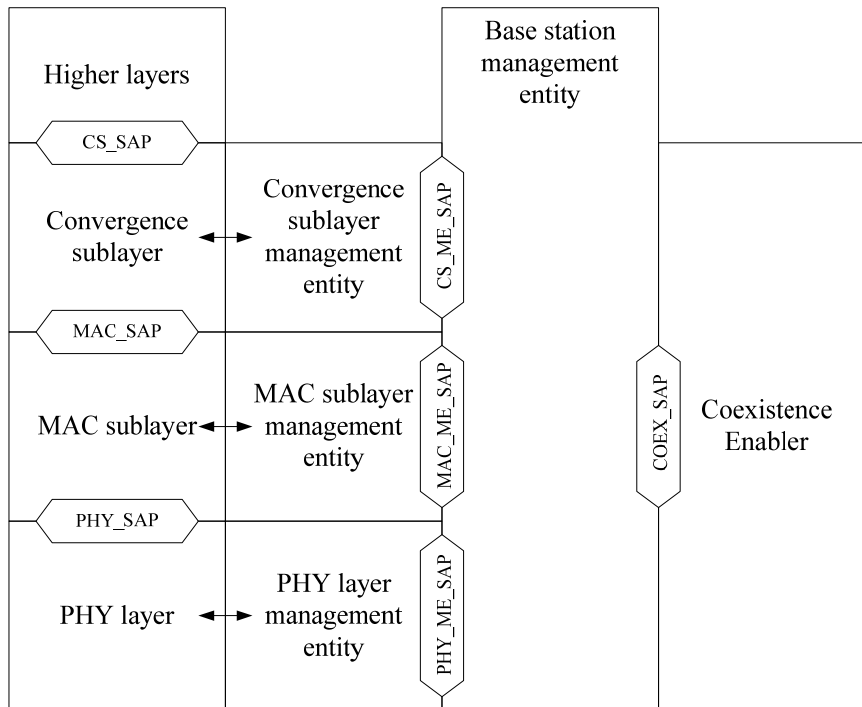 Higher layers
Base station
management
entity
CS_SAP
Convergence
sublayer
Convergence
sublayer
management
entity
CS_ME_SAP
MAC_SAP
MAC sublayer
MAC sublayer
management
entity
MAC_ME_SAP
COEX_SAP
Coexistence
Enabler
PHY_SAP
PHY layer
PHY layer
management
entity
PHY_ME_SAP